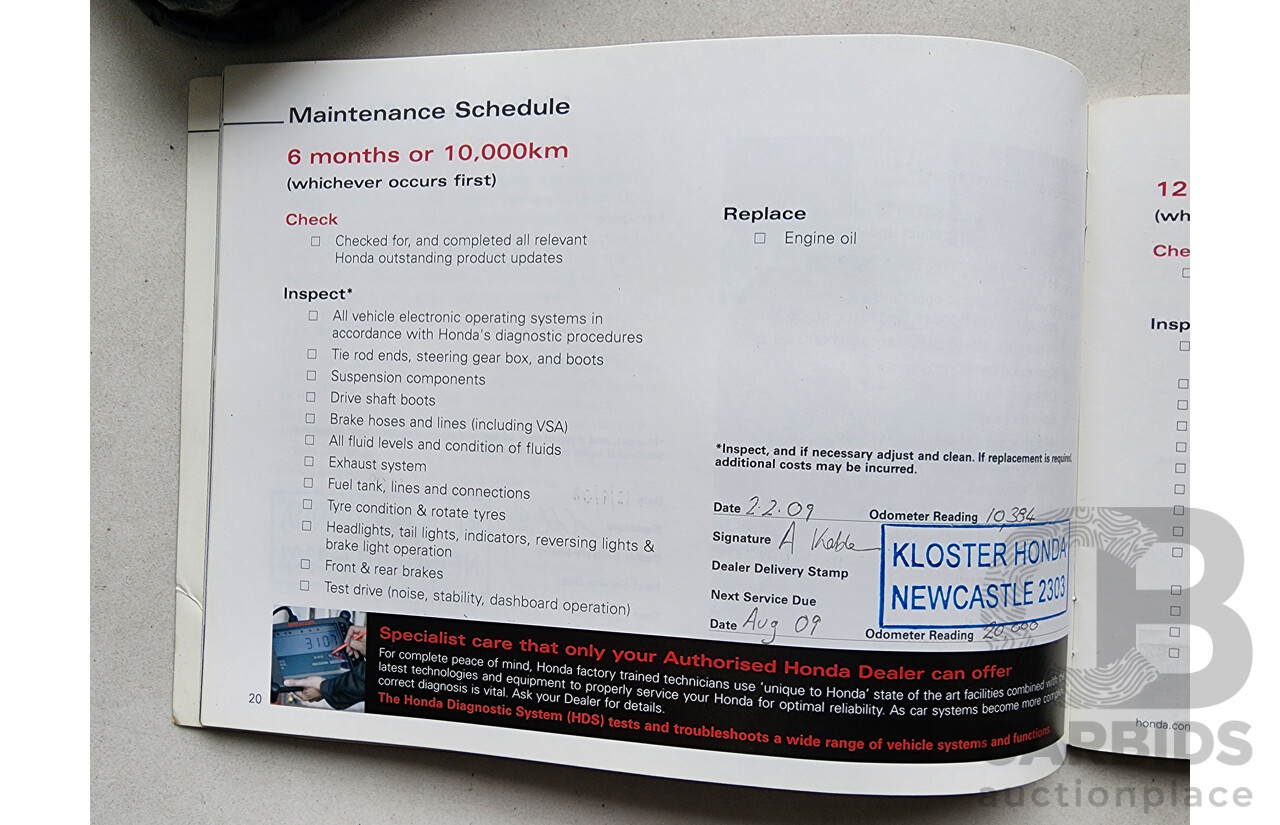 Maintenance Schedule
6 months or 10,000km
(whichever occurs first)
Check
Checked for, and completed all relevant
Honda outstanding product updates
Inspect*
All vehicle electronic operating systems in
accordance with Honda's diagnostic procedures
Tie rod ends, steering gear box, and boots
Suspension components
Drive shaft boots
Brake hoses and lines (including VSA)
All fluid levels and condition of fluids
Exhaust system
Fuel tank, lines and connections
Tyre condition & rotate tyres
Headlights, tail lights, indicators, reversing lights &
brake light operation
Front & rear brakes
Test drive (noise, stability, dashboard operation)
Replace
Engine oil
*Inspect, and if necessary adjust and clean. If replacement is required,
additional costs may be incurred.
Date 2.2.09 Odometer Reading 10,384
Signature A Kable
Dealer Delivery Stamp
KLOSTER HONDA
NEWCASTLE 2303
Next Service Due
Date Aug 09 Odometer Reading 20 000
3107
Specialist care that only your Authorised Honda Dealer can offer
For complete peace of mind, Honda factory trained technicians use 'unique to Honda' state of the art facilities combined with the
latest technologies and equipment to properly service your Honda for optimal reliability. As car systems become more complex,
correct diagnosis is vital. Ask your Dealer for details.
The Honda Diagnostic System (HDS) tests and troubleshoots a wide range of vehicle systems and functions.
20
12
(wh
Che
Insp
honda.con
CARBIDS
auctionplace